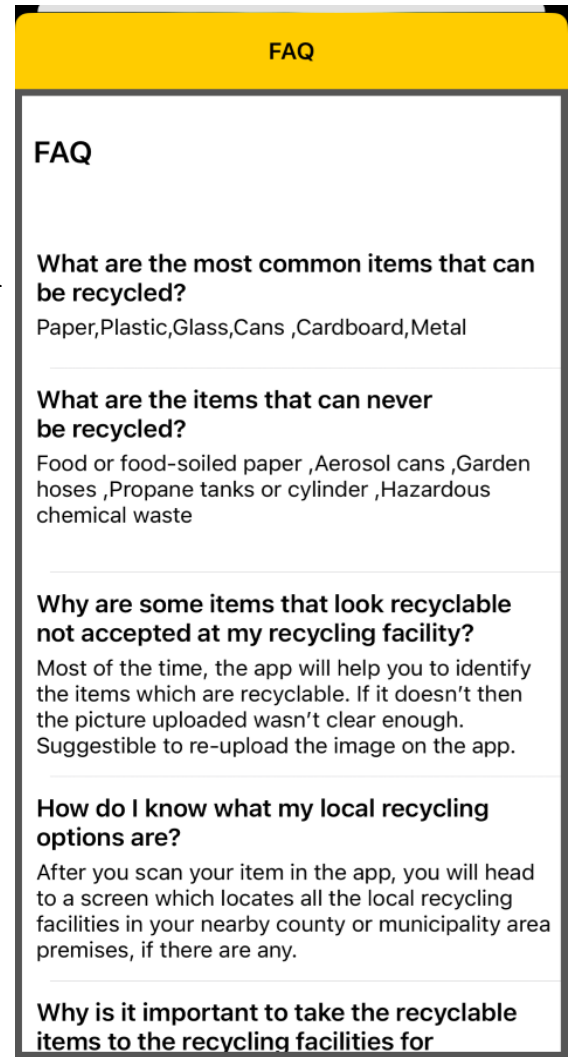 FAQ
FAQ
What are the most common items that can
be recycled?
Paper,Plastic,Glass,Cans ,Cardboard,Metal
What are the items that can never
be recycled?
Food or food-soiled paper ,Aerosol cans ,Garden
hoses ,Propane tanks or cylinder ,Hazardous
chemical waste
Why are some items that look recyclable
not accepted at my recycling facility?
Most of the time, the app will help you to identify
the items which are recyclable. If it doesn’t then
the picture uploaded wasn’t clear enough.
Suggestible to re-upload the image on the app.
How do I know what my local recycling
options are?
After you scan your item in the app, you will head
to a screen which locates all the local recycling
facilities in your nearby county or municipality area
premises, if there are any.
Why is it important to take the recyclable
items to the recycling facilities for